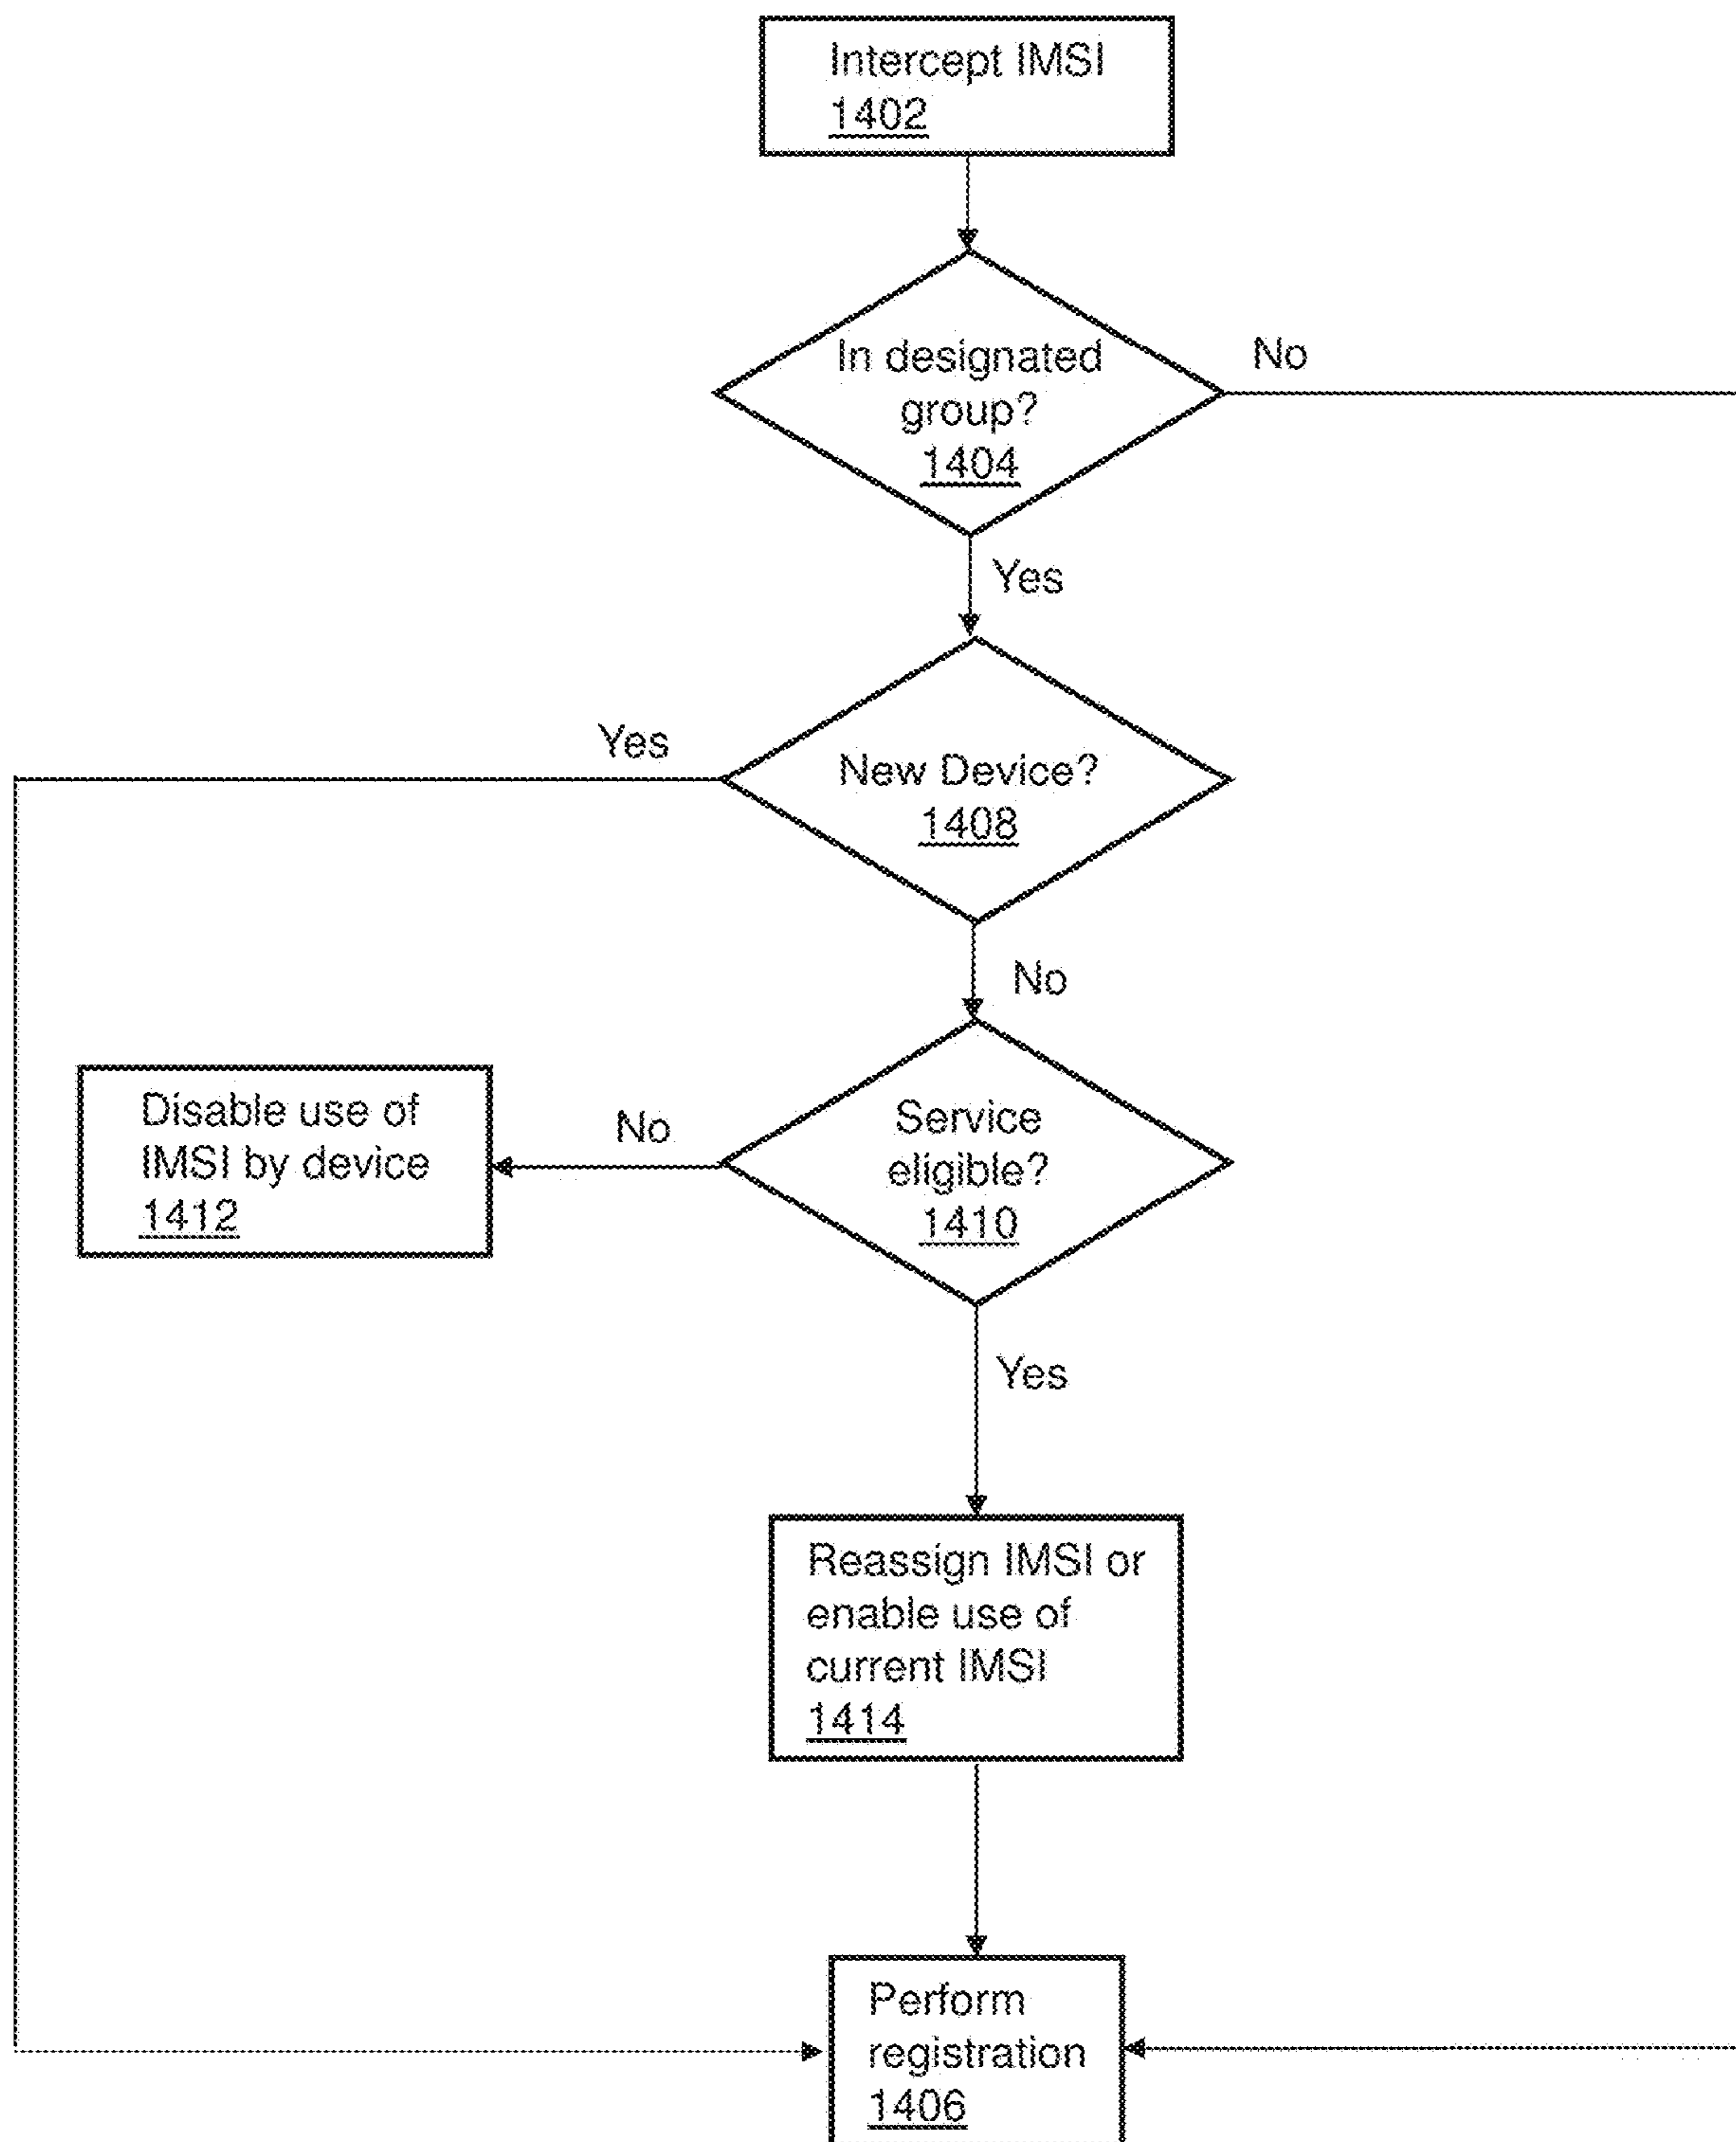 Intercept IMSI
1402
In designated
group?
1404
No
Yes
Yes
New Device?
1408
No
Disable use of
IMSI by device
1412
No
Service
eligible?
1410
Yes
Reassign IMSI or
enable use of
current IMSI
1414
Perform
registration
1406